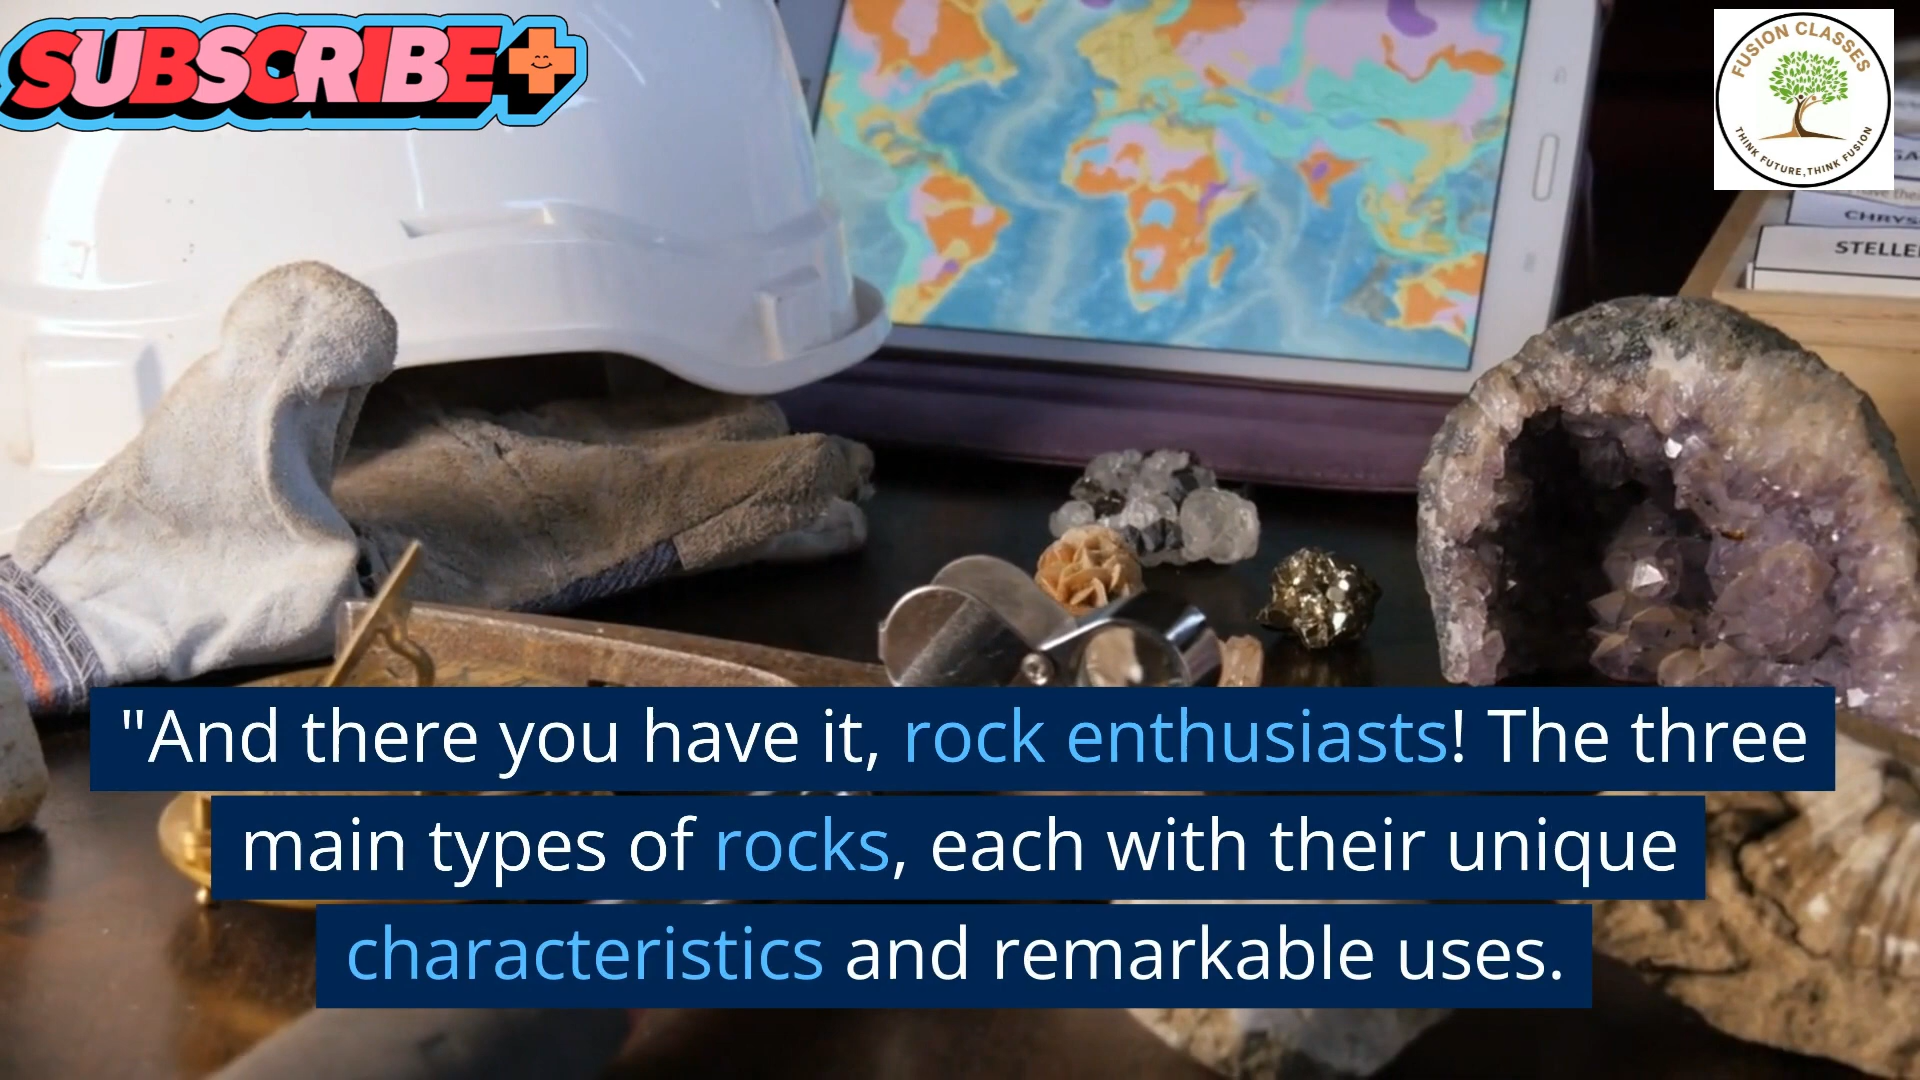 SUBSCRIBE
FUSION CLASSES
THINK FUTURE, THINK FUSION
CHRYS
STELLE
"And there you have it, rock enthusiasts! The three
main types of rocks, each with their unique
characteristics and remarkable uses.